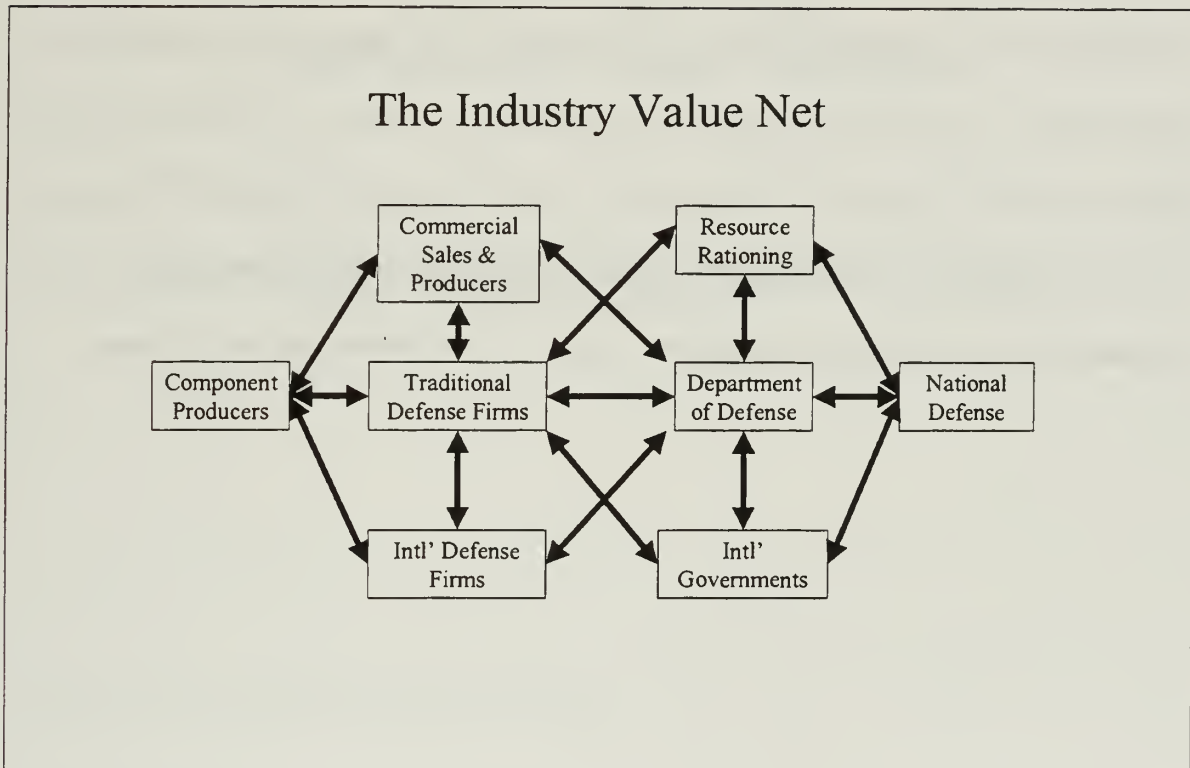 The Industry Value Net
Commercial
Sales &
Producers
Resource
Rationing
Component
Producers
Traditional
Defense Firms
Department
of Defense
National
Defense
Intl' Defense
Firms
Intl'
Governments